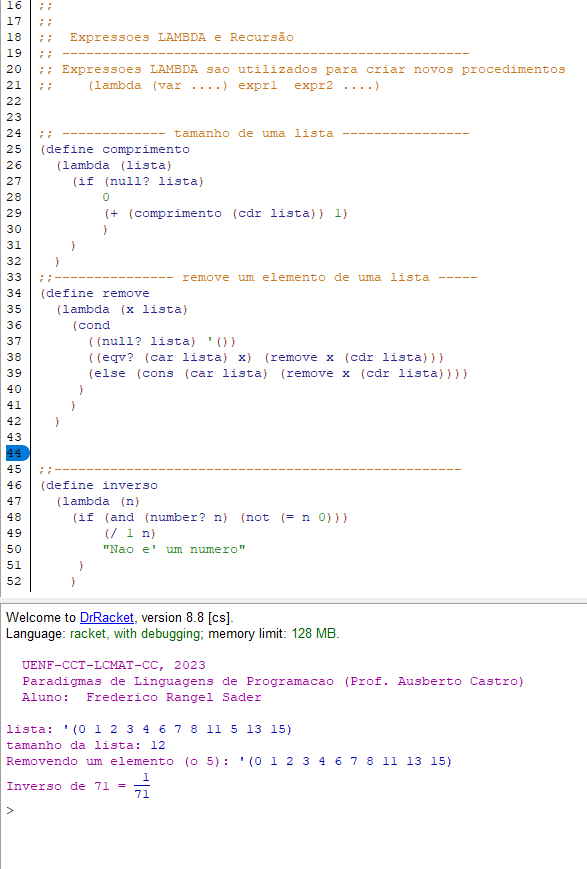 16 ;;
17 ;;
18 ;;  Expressoes LAMBDA e Recursão
19 ;; ---------------------------------------------------
20 ;; Expressoes LAMBDA sao utilizados para criar novos procedimentos
21 ;;    (lambda (var ....) expr1  expr2 ....)
22
23
24 ;; ------------- tamanho de uma lista ----------------
25 (define comprimento
26   (lambda (lista)
27     (if (null? lista)
28         0
29         (+ (comprimento (cdr lista)) 1)
30         )
31     )
32   )
33 ;;--------------- remove um elemento de uma lista -----
34 (define remove
35   (lambda (x lista)
36     (cond
37       ((null? lista) '())
38       ((eqv? (car lista) x) (remove x (cdr lista)))
39       (else (cons (car lista) (remove x (cdr lista))))
40      )
41     )
42   )
43
44
45 ;;---------------------------------------------------
46 (define inverso
47   (lambda (n)
48     (if (and (number? n) (not (= n 0)))
49         (/ 1 n)
50         "Nao e' um numero"
51      )
52     )
Welcome to DrRacket, version 8.8 [cs].
Language: racket, with debugging; memory limit: 128 MB.
  UENF-CCT-LCMAT-CC, 2023
  Paradigmas de Linguagens de Programacao (Prof. Ausberto Castro)
  Aluno:  Frederico Rangel Sader
lista: '(0 1 2 3 4 6 7 8 11 5 13 15)
tamanho da lista: 12
Removendo um elemento (o 5): '(0 1 2 3 4 6 7 8 11 13 15)
Inverso de 71 = 1/71
>